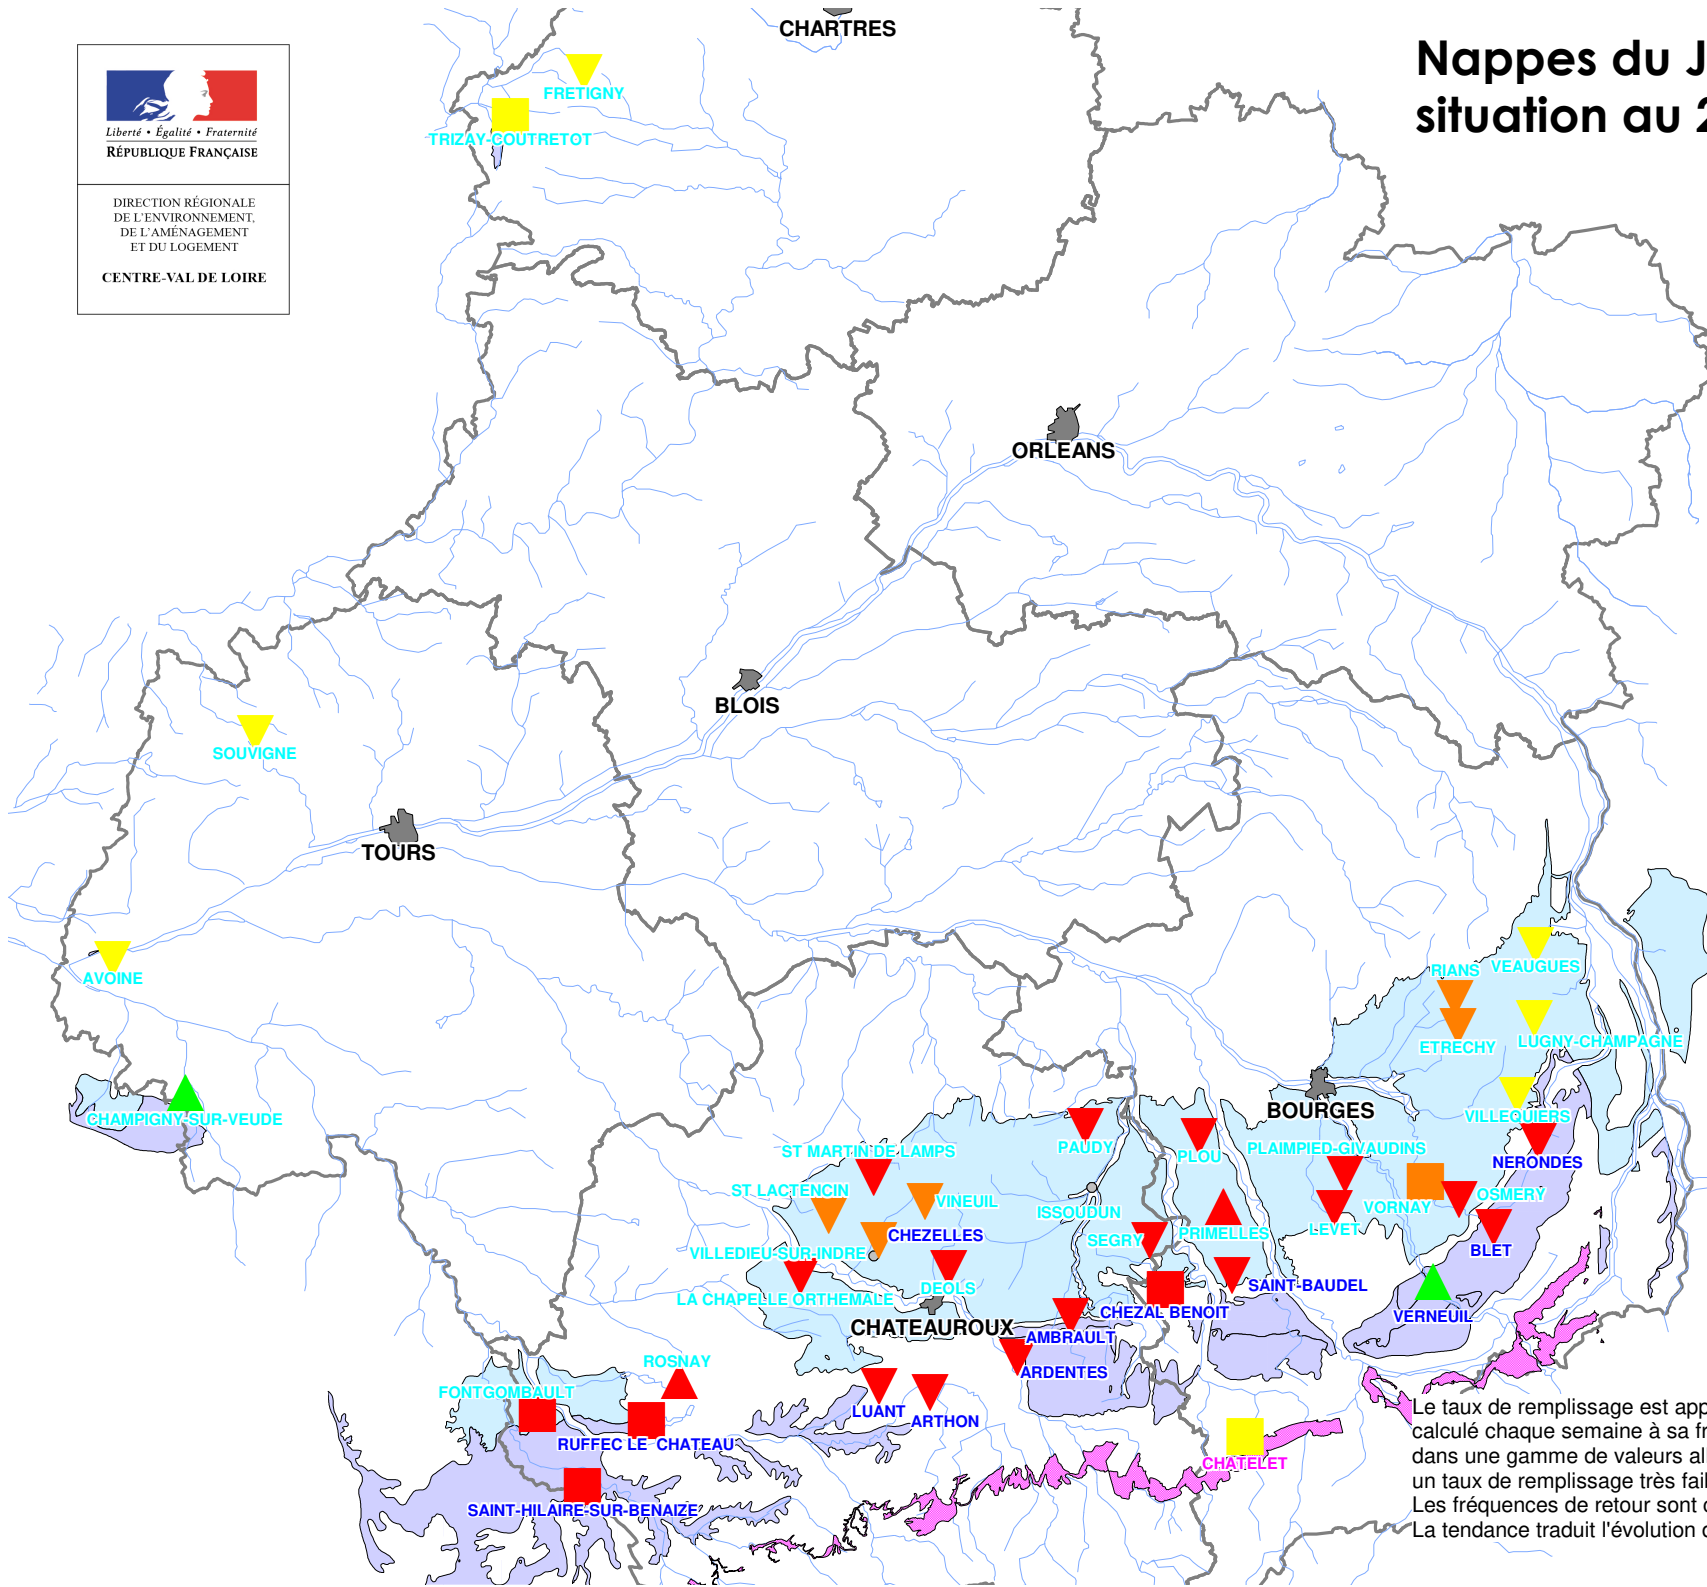 CHARTRES
Nappes du J
situation au 2
FRETIGNY
TRIZAY-COUTRETOT
Liberté • Égalité • Fraternité
RÉPUBLIQUE FRANÇAISE
DIRECTION RÉGIONALE
DE L'ENVIRONNEMENT,
DE L'AMÉNAGEMENT
ET DU LOGEMENT
CENTRE-VAL DE LOIRE
ORLEANS
BLOIS
SOUVIGNE
TOURS
AVOINE
RIANS
VEAUGUES
ETRECHY
LUGNY-CHAMPAGNE
CHAMPIGNY-SUR-VEUDE
BOURGES
VILLEQUIERS
ST MARTIN DE LAMPS
PAUDY
PLOU
PLAIMPIED-GIVAUDINS
NERONDES
ST LACTENCIN
VINEUIL
ISSOUDUN
VORNAY
OSMERY
CHEZELLES
SEGRY
PRIMELLES
LEVET
BLET
VILLEDIEU-SUR-INDRE
DEOLS
SAINT-BAUDEL
LA CHAPELLE ORTHEMALE
CHEZAL BENOIT
VERNEUIL
CHATEAUROUX
AMBRAULT
ROSNAY
ARDENTES
FONTGOMBAULT
LUANT
ARTHON
RUFFEC LE CHATEAU
CHATELET
SAINT-HILAIRE-SUR-BENAIZE
Le taux de remplissage est app
calculé chaque semaine à sa fr
dans une gamme de valeurs all
un taux de remplissage très faib
Les fréquences de retour sont c
La tendance traduit l'évolution d